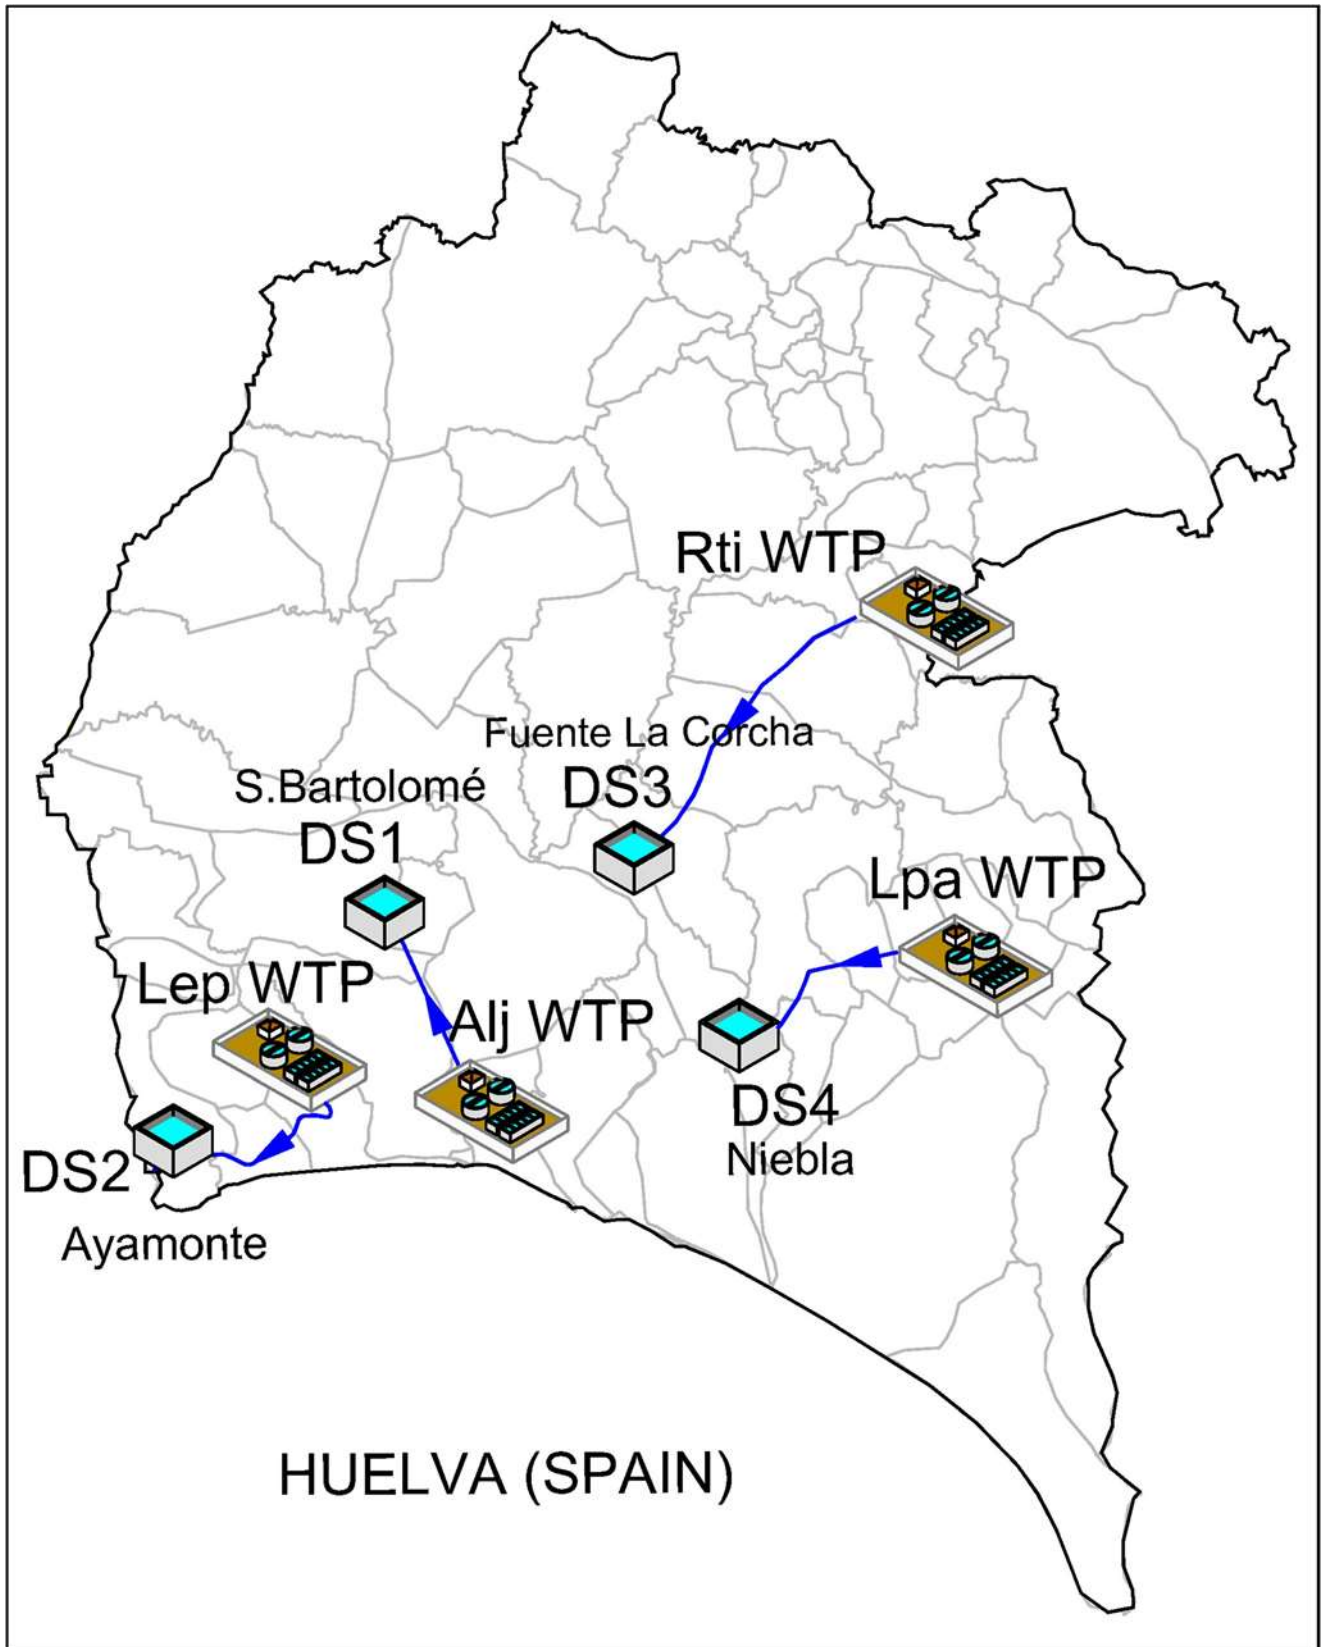 Rti WTP
Fuente La Corcha
DS3
S.Bartolomé
DS1
Lpa WTP
Lep WTP
Alj WTP
DS4
Niebla
DS2
Ayamonte
HUELVA (SPAIN)